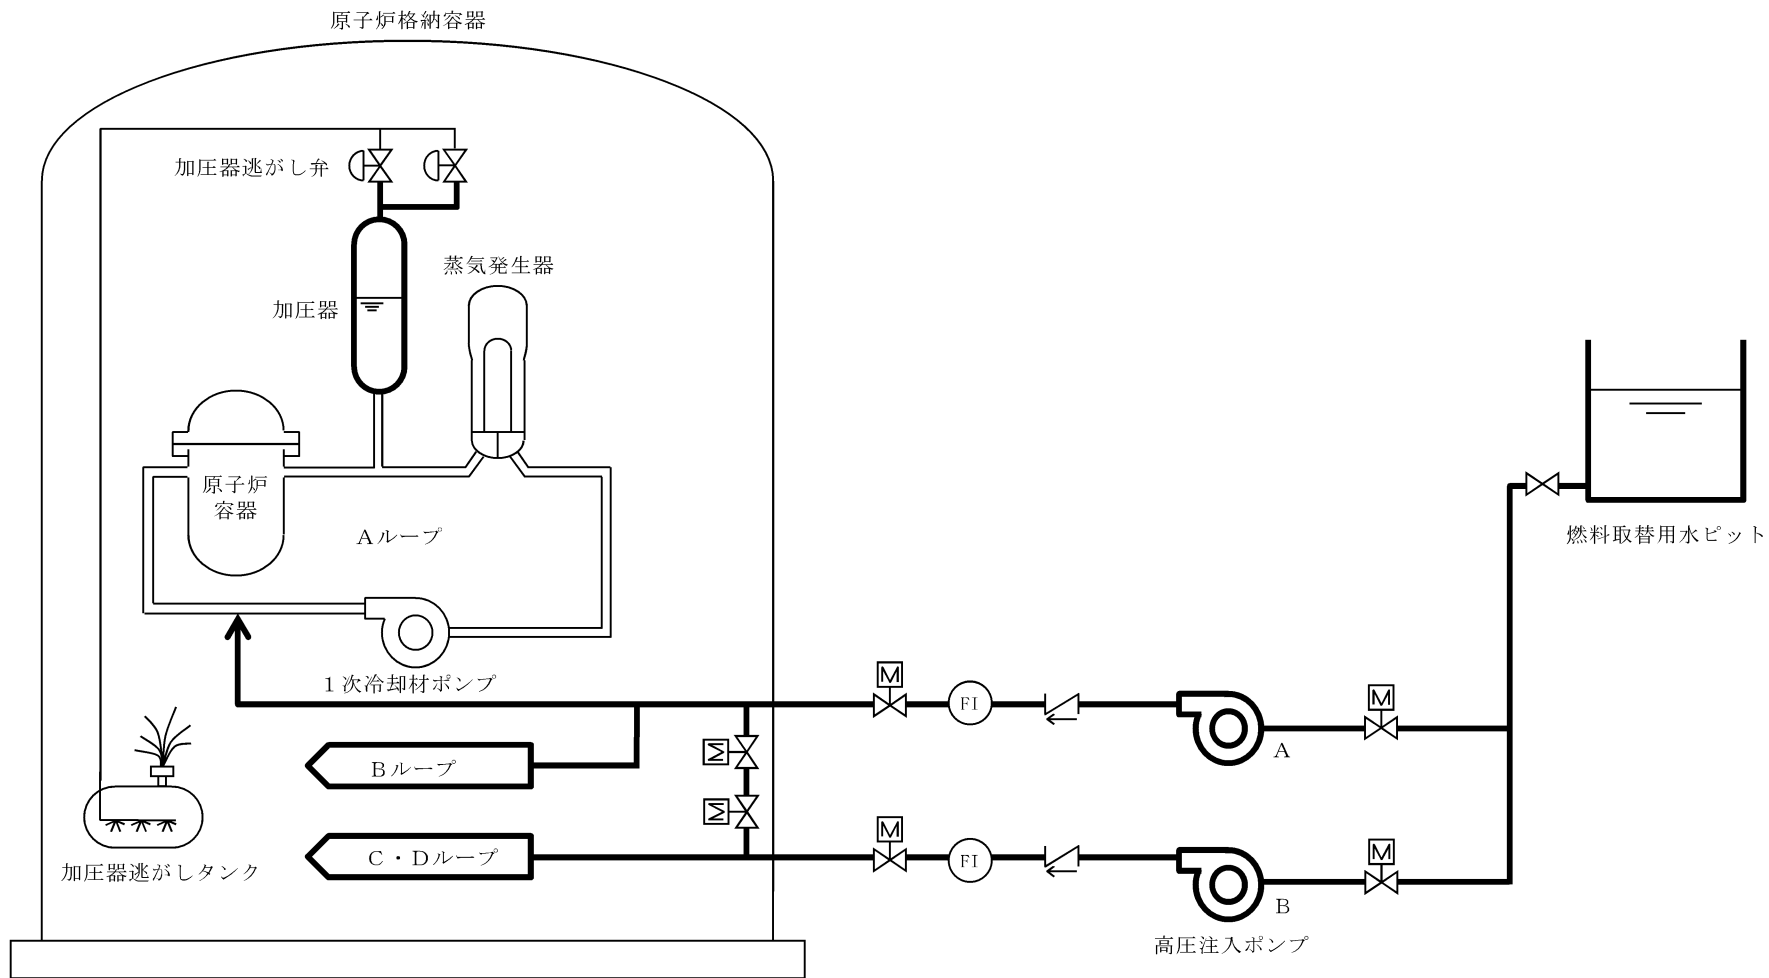 原子炉格納容器
加圧器逃がし弁
蒸気発生器
加圧器
原子炉
容器
Aループ
燃料取替用水ピット
1次冷却材ポンプ
M
FI
M
A
M
Bループ
M
C・Dループ
M
FI
M
B
加圧器逃がしタンク
高圧注入ポンプ